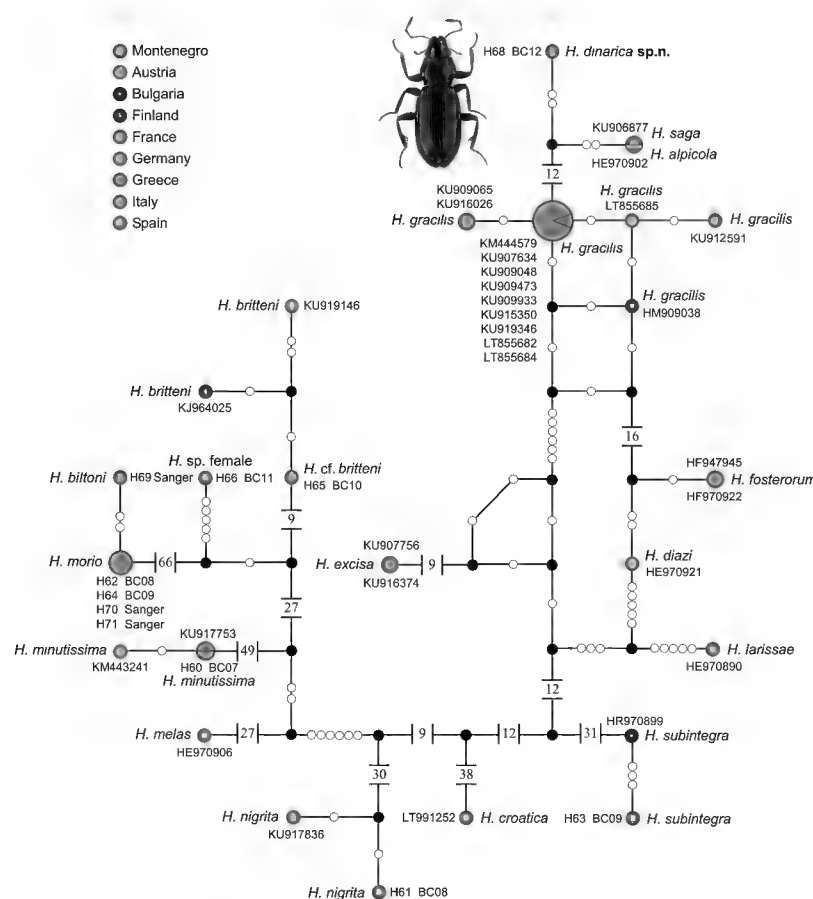 Montenegro
Austria
Bulgaria
Finland
France
Germany
Greece
Italy
Spain
H68 BC12 H. dinarica sp.n.
KU906877 H. saga
HE970902 H. alpicola
12
KU909065
KU916026
H. gracilis
H. gracilis
LT855685
H. gracilis
KU912591
H. gracilis
KM444579
KU907634
KU909048
KU909473
KU909933
KU915350
KU919346
LT855682
LT855684
H. gracilis
HM909038
H. britteni KU919146
H. britteni
KJ964025
16
H. biltoni H69 Sanger
H. sp. female
H66 BC11
H. cf. britteni
H65 BC10
HF947945
H. fosterorum
HF970922
9
H. morio 66
H62 BC08
H64 BC09
H70 Sanger
H71 Sanger
KU907756
H. excisa 9
KU916374
H. diazi
HE970921
27
KU917753
H. minutissima 49
KM443241 H60 BC07
H. minutissima
HE970890
H. larissae
12
H. melas 27
HE970906
9
12
31
HR970899
H. subintegra
30
38
H. nigrita
KU917836
LT991252 H. croatica
H63 BC09 H. subintegra
H. nigrita H61 BC08